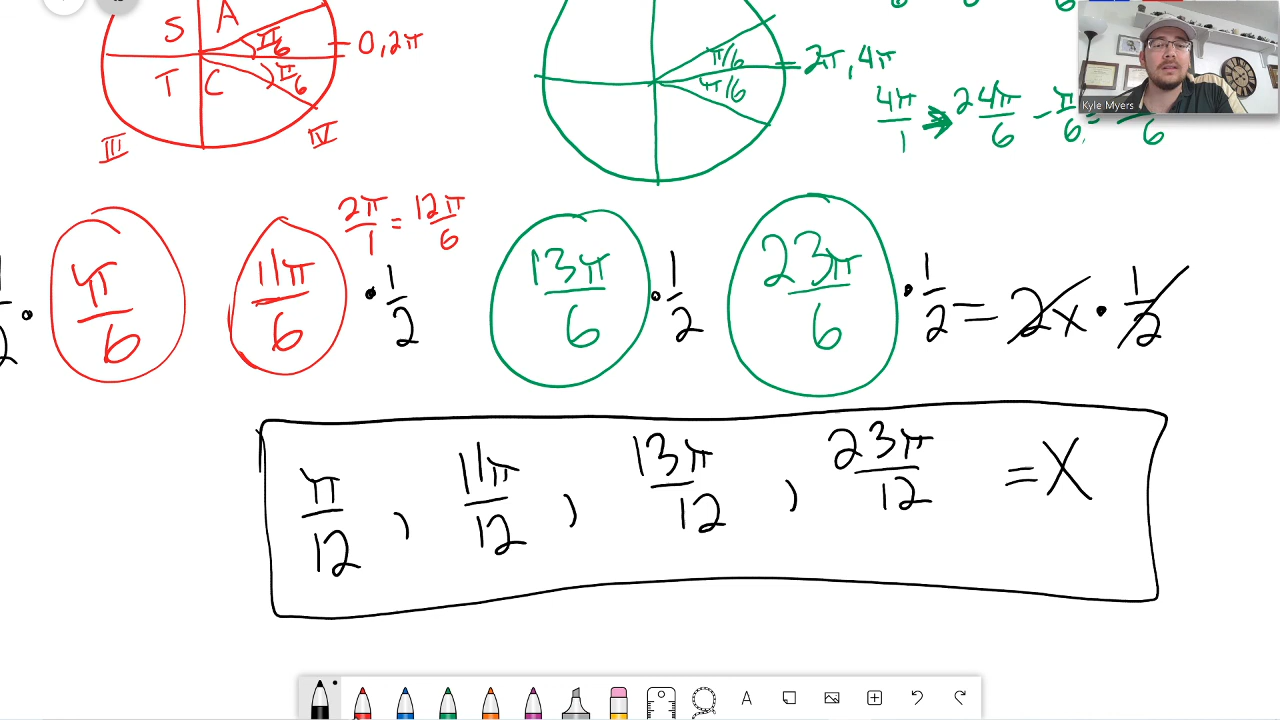 S A π/6 0, 2π
T C π/6
III IV
π/6 2π, 4π
π/6
4π/1 → 24π/6 - π/6 =
Kyle Myers
2π/1 = 12π/6
· π/6 11π/6 · 1/2 13π/6 · 1/2 23π/6 · 1/2 = 2x · 1/2
π/12 , 11π/12 , 13π/12 , 23π/12 = X
A